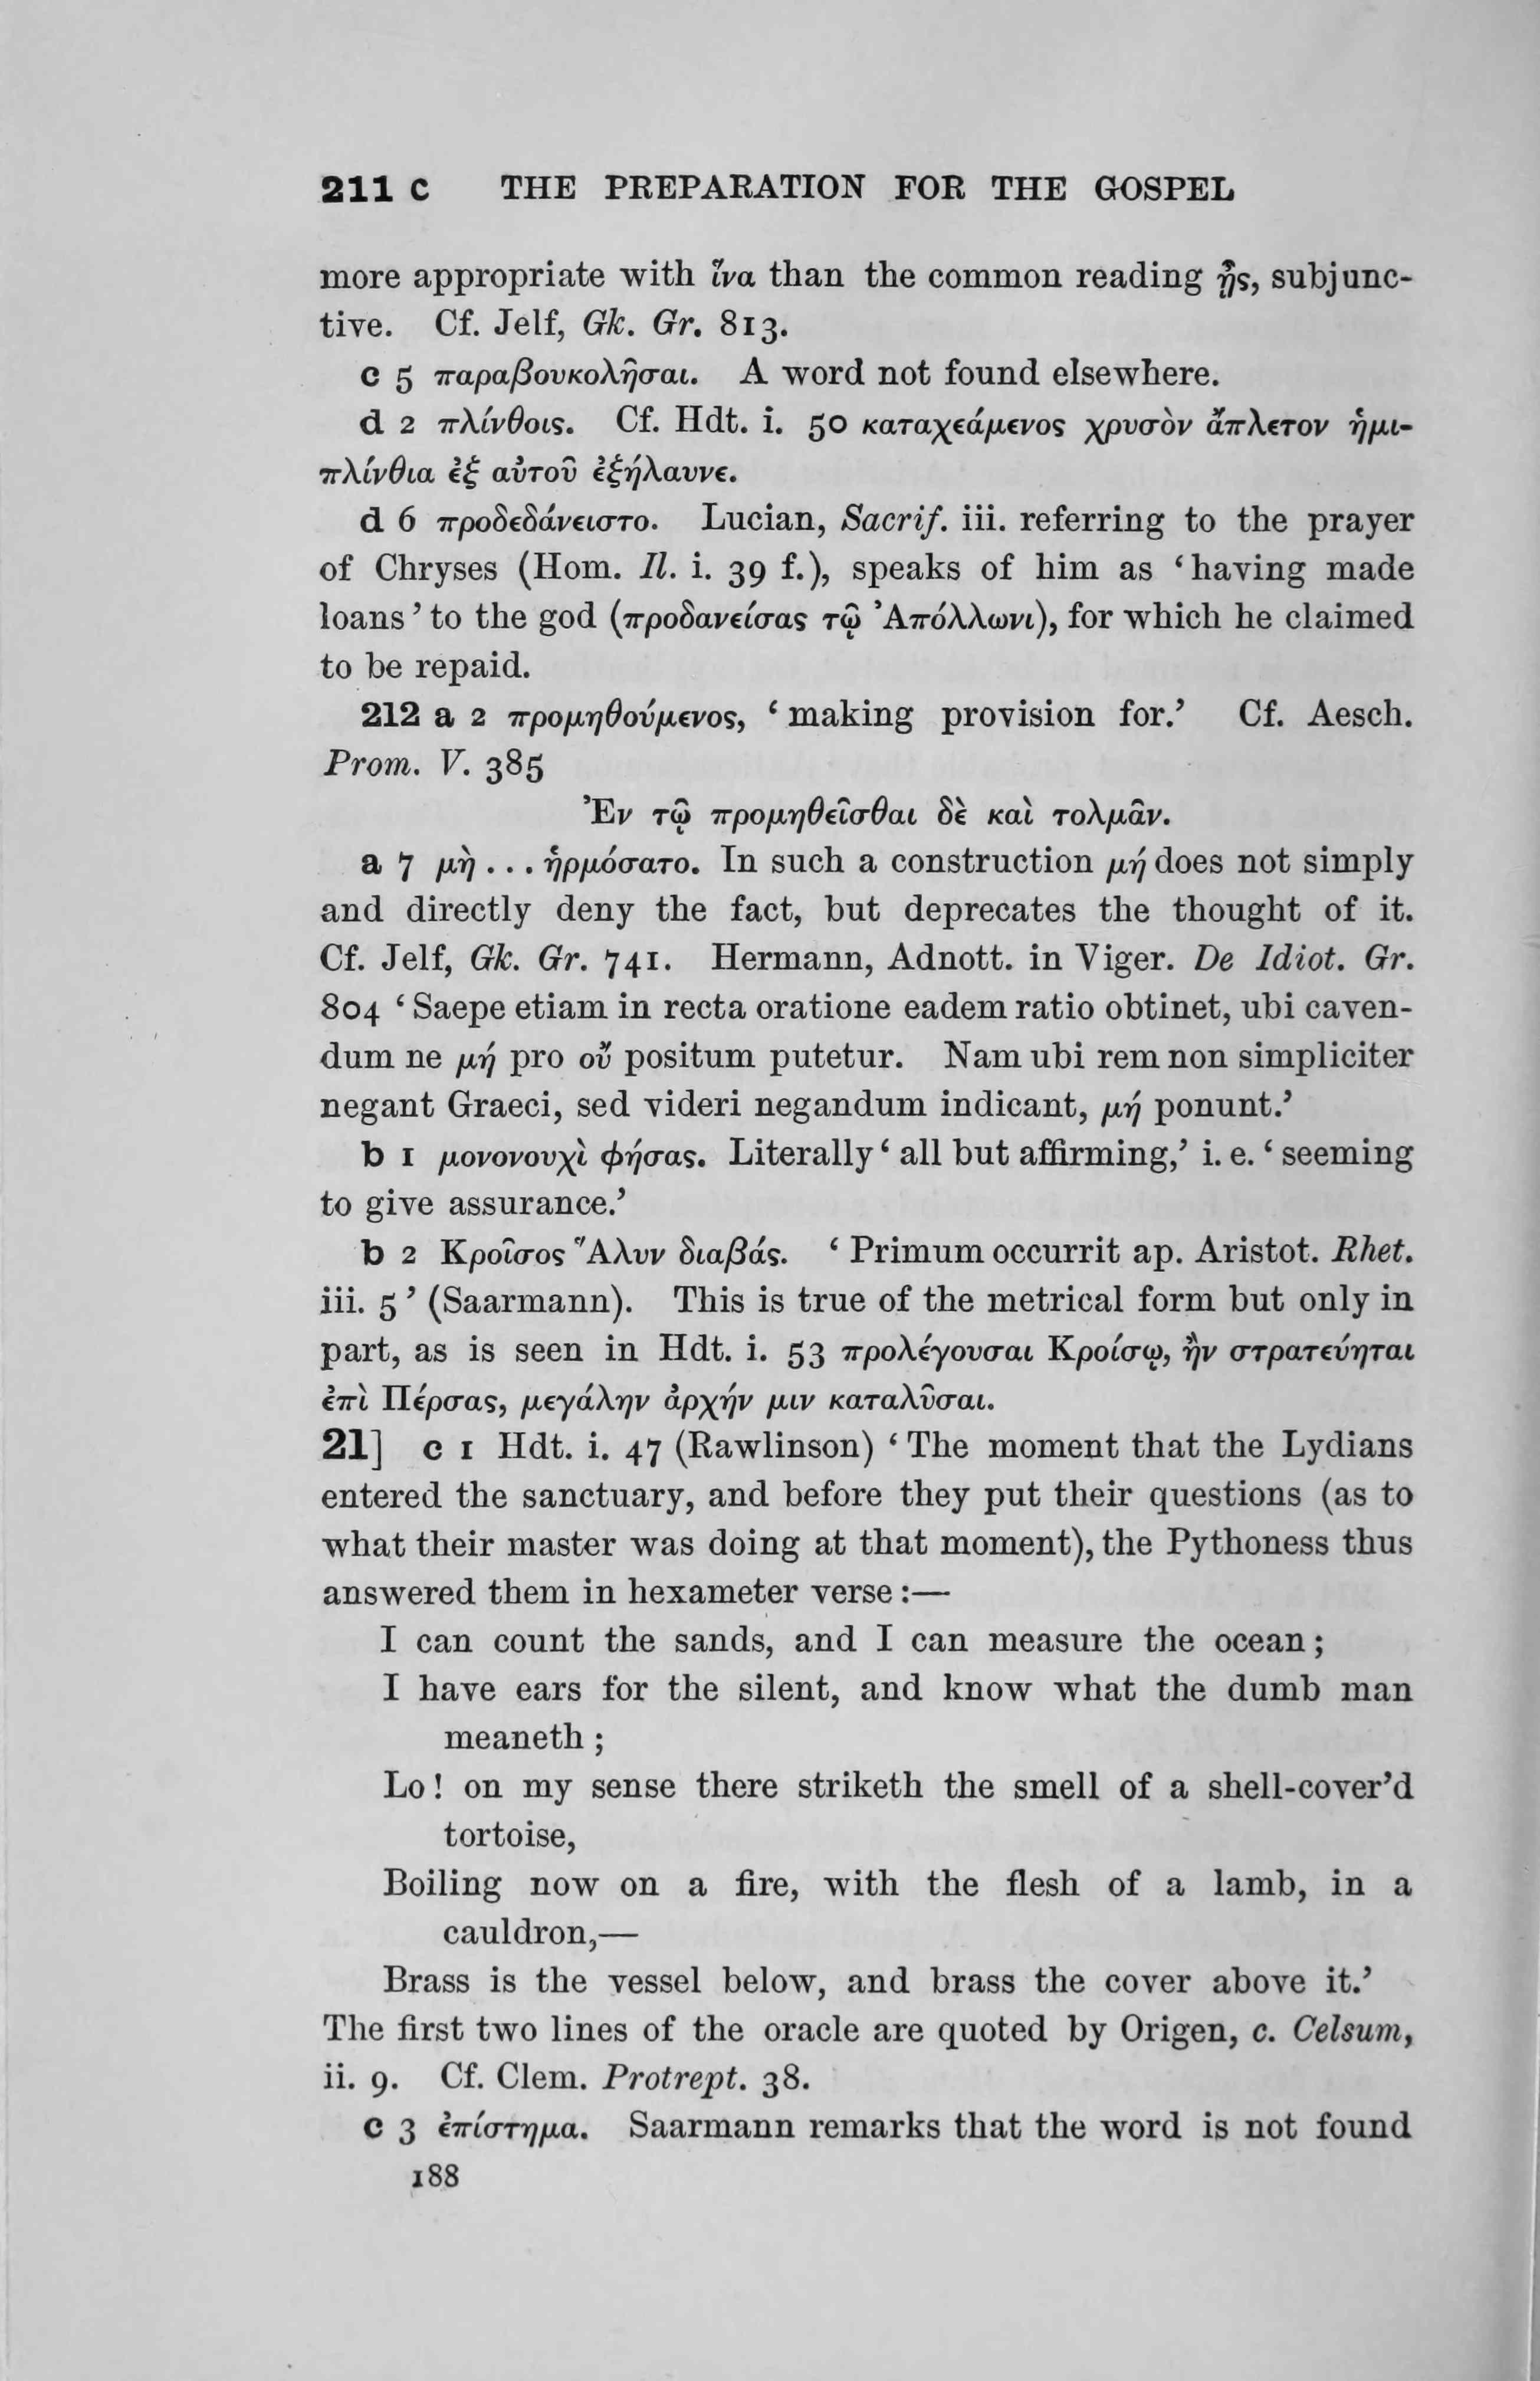 211 c THE PREPARATION FOR THE GOSPEL
more appropriate with ἵνα than the common reading ᾖς, subjunc-
tive. Cf. Jelf, Gk. Gr. 813.
c 5 παραβουκολῆσαι. A word not found elsewhere.
d 2 πλίνθοις. Cf. Hdt. i. 50 καταχεάμενος χρυσὸν ἄπλετον ἡμι-
πλίνθια ἐξ αὐτοῦ ἐξήλαυνε.
d 6 προδεδάνειστο. Lucian, Sacrif. iii. referring to the prayer
of Chryses (Hom. Il. i. 39 f.), speaks of him as ‘having made
loans’ to the god (προδανείσας τῷ Ἀπόλλωνι), for which he claimed
to be repaid.
212 a 2 προμηθούμενος, ‘making provision for.’ Cf. Aesch.
Prom. V. 385
Ἐν τῷ προμηθεῖσθαι δὲ καὶ τολμᾶν.
a 7 μὴ . . . ἡρμόσατο. In such a construction μή does not simply
and directly deny the fact, but deprecates the thought of it.
Cf. Jelf, Gk. Gr. 741. Hermann, Adnott. in Viger. De Idiot. Gr.
804 ‘Saepe etiam in recta oratione eadem ratio obtinet, ubi caven-
dum ne μή pro οὔ positum putetur. Nam ubi rem non simpliciter
negant Graeci, sed videri negandum indicant, μή ponunt.’
b 1 μονονουχὶ φήσας. Literally ‘all but affirming,’ i. e. ‘seeming
to give assurance.’
b 2 Κροῖσος Ἅλυν διαβάς. ‘Primum occurrit ap. Aristot. Rhet.
iii. 5’ (Saarmann). This is true of the metrical form but only in
part, as is seen in Hdt. i. 53 προλέγουσαι Κροίσῳ, ἢν στρατεύηται
ἐπὶ Πέρσας, μεγάλην ἀρχήν μιν καταλῦσαι.
21] c 1 Hdt. i. 47 (Rawlinson) ‘The moment that the Lydians
entered the sanctuary, and before they put their questions (as to
what their master was doing at that moment), the Pythoness thus
answered them in hexameter verse :—
I can count the sands, and I can measure the ocean;
I have ears for the silent, and know what the dumb man
meaneth;
Lo! on my sense there striketh the smell of a shell-cover’d
tortoise,
Boiling now on a fire, with the flesh of a lamb, in a
cauldron,—
Brass is the vessel below, and brass the cover above it.’
The first two lines of the oracle are quoted by Origen, c. Celsum,
ii. 9. Cf. Clem. Protrept. 38.
c 3 ἐπίστημα. Saarmann remarks that the word is not found
188